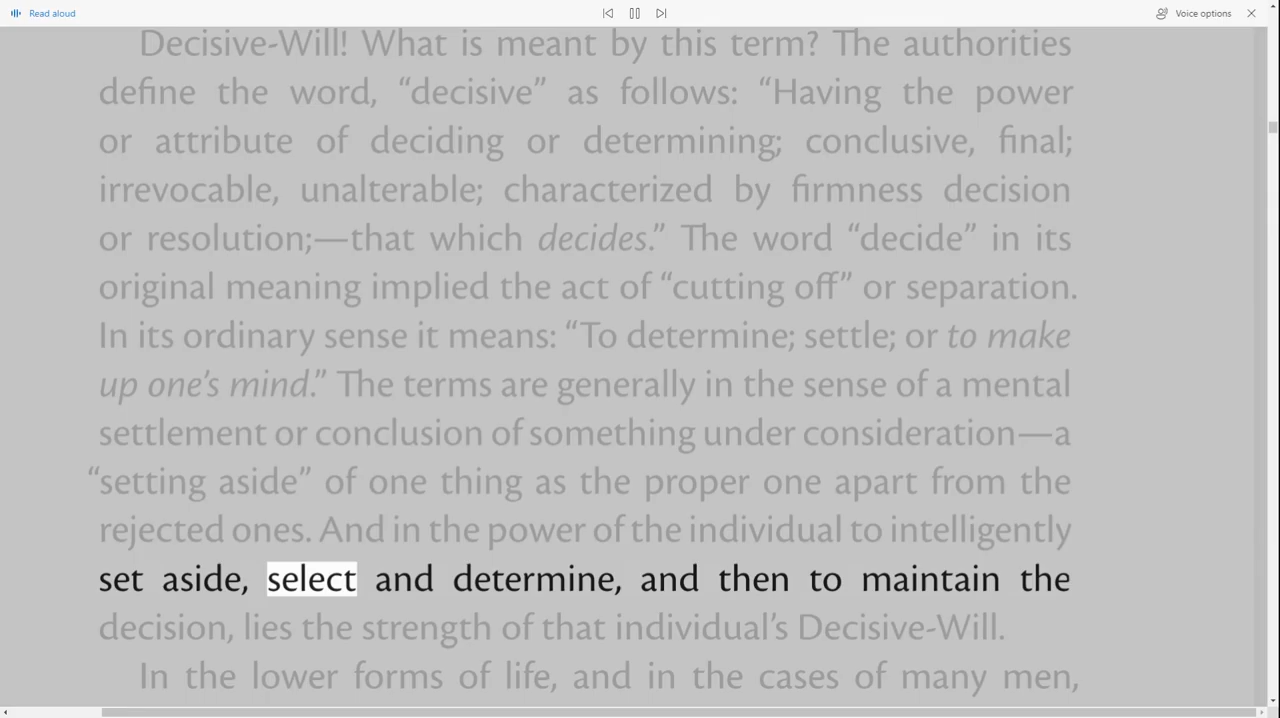 Read aloud
Voice options
Decisive-Will! What is meant by this term? The authorities
define the word, “decisive” as follows: “Having the power
or attribute of deciding or determining; conclusive, final;
irrevocable, unalterable; characterized by firmness decision
or resolution;—that which decides.” The word “decide” in its
original meaning implied the act of “cutting off” or separation.
In its ordinary sense it means: “To determine; settle; or to make
up one’s mind.” The terms are generally in the sense of a mental
settlement or conclusion of something under consideration—a
“setting aside” of one thing as the proper one apart from the
rejected ones. And in the power of the individual to intelligently
set aside, select and determine, and then to maintain the
decision, lies the strength of that individual’s Decisive-Will.
In the lower forms of life, and in the cases of many men,